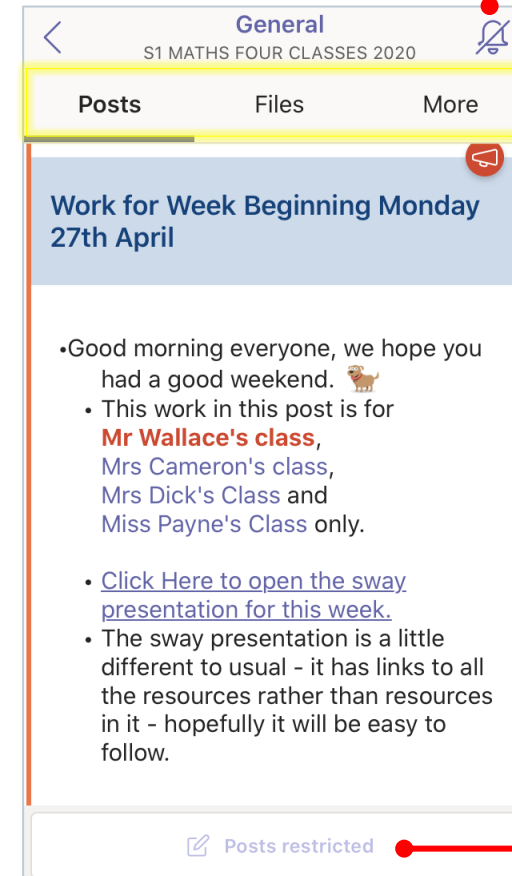 General
S1 MATHS FOUR CLASSES 2020
Posts Files More
Work for Week Beginning Monday
27th April
•Good morning everyone, we hope you
had a good weekend. 🐕
• This work in this post is for
Mr Wallace's class,
Mrs Cameron's class,
Mrs Dick's Class and
Miss Payne's Class only.
• Click Here to open the sway
presentation for this week.
• The sway presentation is a little
different to usual - it has links to all
the resources rather than resources
in it - hopefully it will be easy to
follow.
Posts restricted